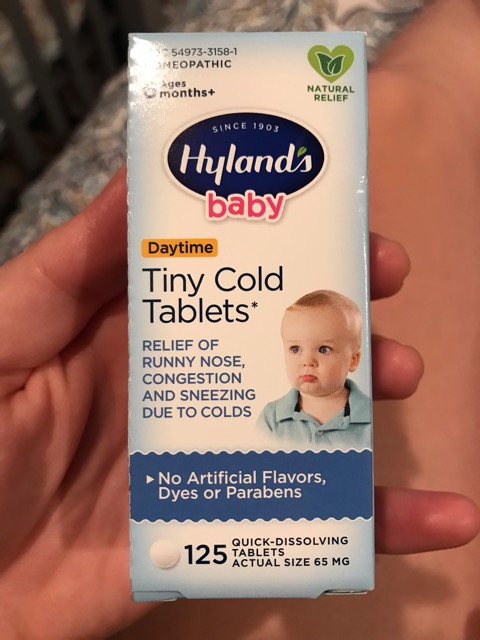 54973-3158-1
NATURAL
RELIEF
Ages
months+
SINCE 1903
Hyland's
baby
Daytime
Tiny Cold
Tablets*
RELIEF OF
RUNNY NOSE,
CONGESTION
AND SNEEZING
DUE TO COLDS
No Artificial Flavors,
Dyes or Parabens
125 QUICK-DISSOLVING
TABLETS
ACTUAL SIZE 65 MG